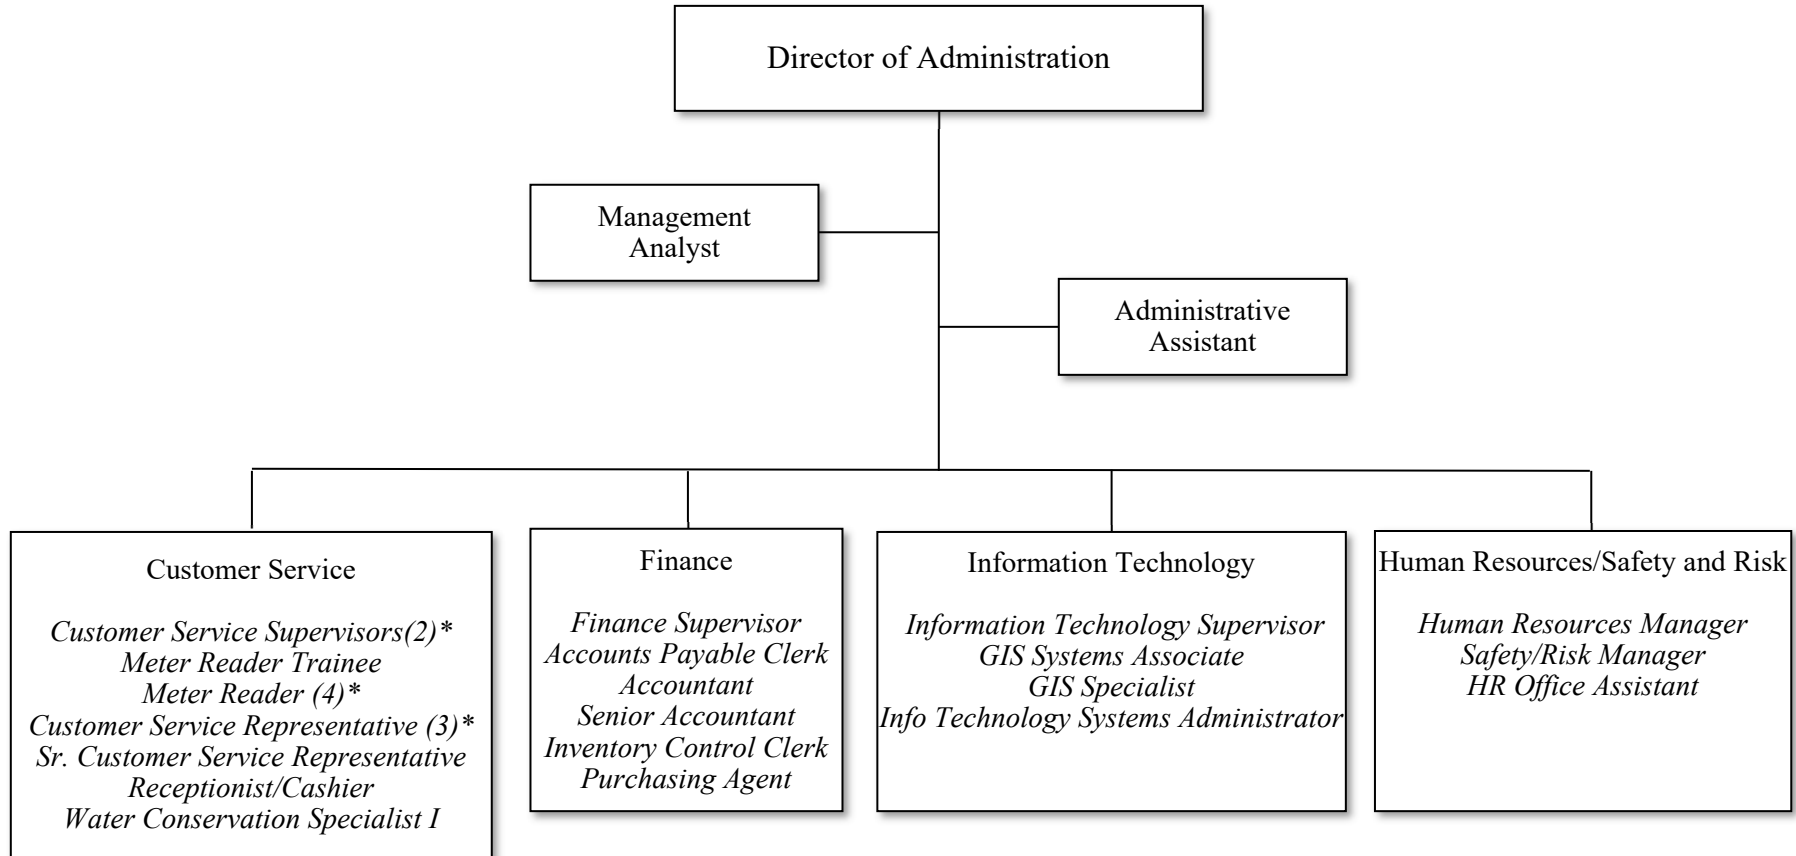 Director of Administration
Management
Analyst
Administrative
Assistant
Customer Service
Customer Service Supervisors(2)*
Meter Reader Trainee
Meter Reader (4)*
Customer Service Representative (3)*
Sr. Customer Service Representative
Receptionist/Cashier
Water Conservation Specialist I
Finance
Finance Supervisor
Accounts Payable Clerk
Accountant
Senior Accountant
Inventory Control Clerk
Purchasing Agent
Information Technology
Information Technology Supervisor
GIS Systems Associate
GIS Specialist
Info Technology Systems Administrator
Human Resources/Safety and Risk
Human Resources Manager
Safety/Risk Manager
HR Office Assistant